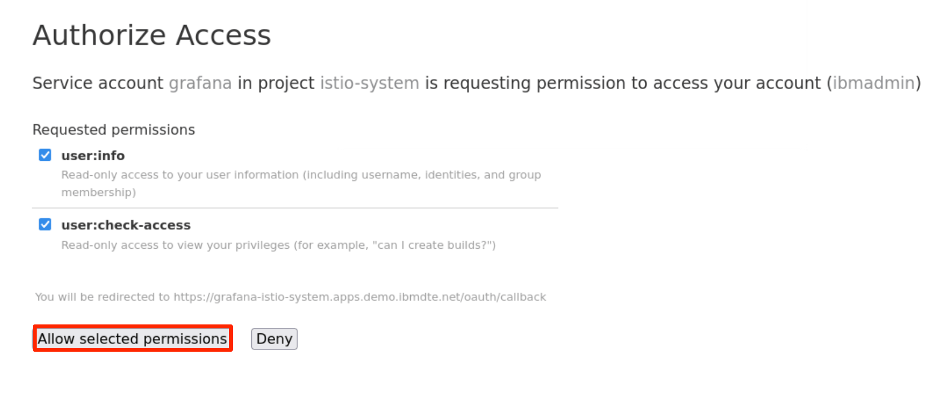 Authorize Access
Service account grafana in project istio-system is requesting permission to access your account (ibmadmin)
Requested permissions
user:info
Read-only access to your user information (including username, identities, and group
membership)
user:check-access
Read-only access to view your privileges (for example, "can I create builds?")
You will be redirected to https://grafana-istio-system.apps.demo.ibmdte.net/oauth/callback
Allow selected permissions Deny